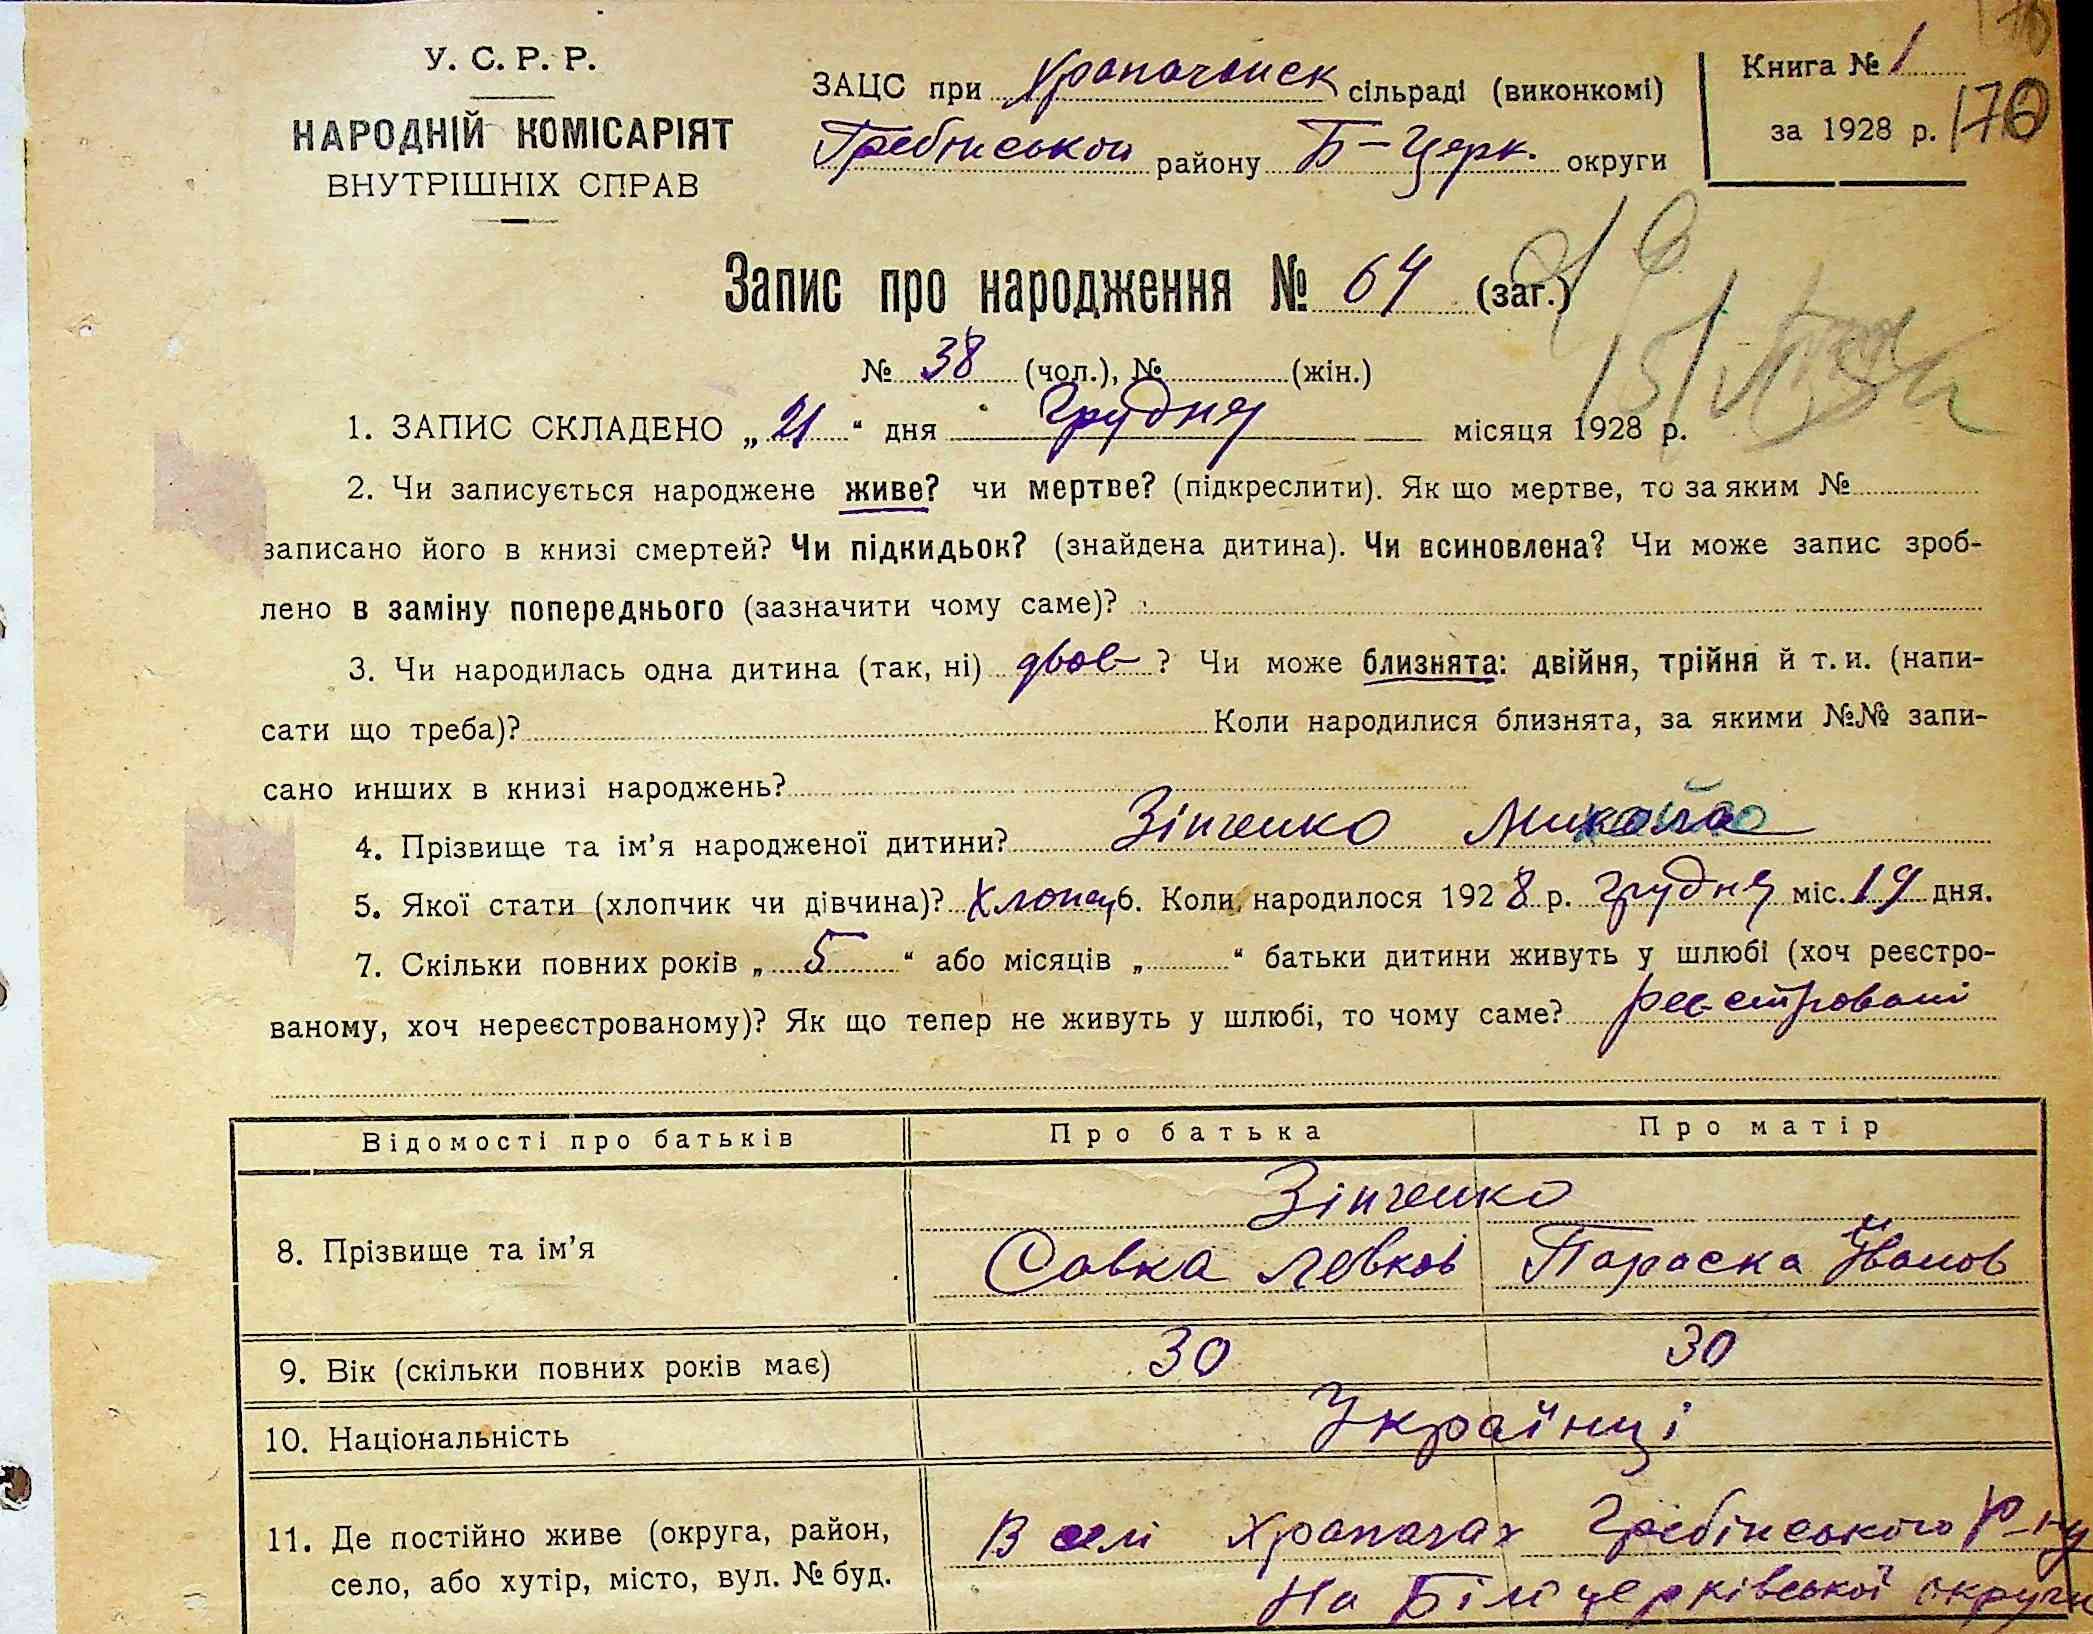 У. С. Р. Р.
НАРОДНІЙ КОМІСАРІЯТ
ВНУТРІШНІХ СПРАВ
ЗАЦС при Храпаченск сільраді (виконкомі)
Гребінської району Б-Церк. округи
Книга № 1
за 1928 р. 170
Запис про народження № 64 (заг.)
№ 38 (чол.), № (жін.)
1. ЗАПИС СКЛАДЕНО „ 21 “ дня Грудня місяця 1928 р.
2. Чи записується народжене живе? чи мертве? (підкреслити). Як що мертве, то за яким №
записано його в книзі смертей? Чи підкидьок? (знайдена дитина). Чи всиновлена? Чи може запис зроб-
лено в заміну попереднього (зазначити чому саме)?
3. Чи народилась одна дитина (так, ні) двоє ? Чи може близнята: двійня, трійня й т. и. (напи-
сати що треба)? Коли народилися близнята, за якими №№ запи-
сано инших в книзі народжень?
4. Прізвище та ім’я народженої дитини? Зінченко Микола
5. Якої стати (хлопчик чи дівчина)? Хлопец 6. Коли народилося 1928 р. Грудня міс. 19 дня.
7. Скільки повних років „ 5 “ або місяців „ “ батьки дитини живуть у шлюбі (хоч реєстро-
ваному, хоч нереєстрованому)? Як що тепер не живуть у шлюбі, то чому саме? реєстровані
Відомості про батьків Про батька Про матір
Зінченко
8. Прізвище та ім’я Савка Левков Параска Йванов
9. Вік (скільки повних років має) 30 30
10. Національність Українці
11. Де постійно живе (округа, район, В селі Храпачах Гребінського Р-ну
село, або хутір, місто, вул. № буд. На Білоцерківської округи